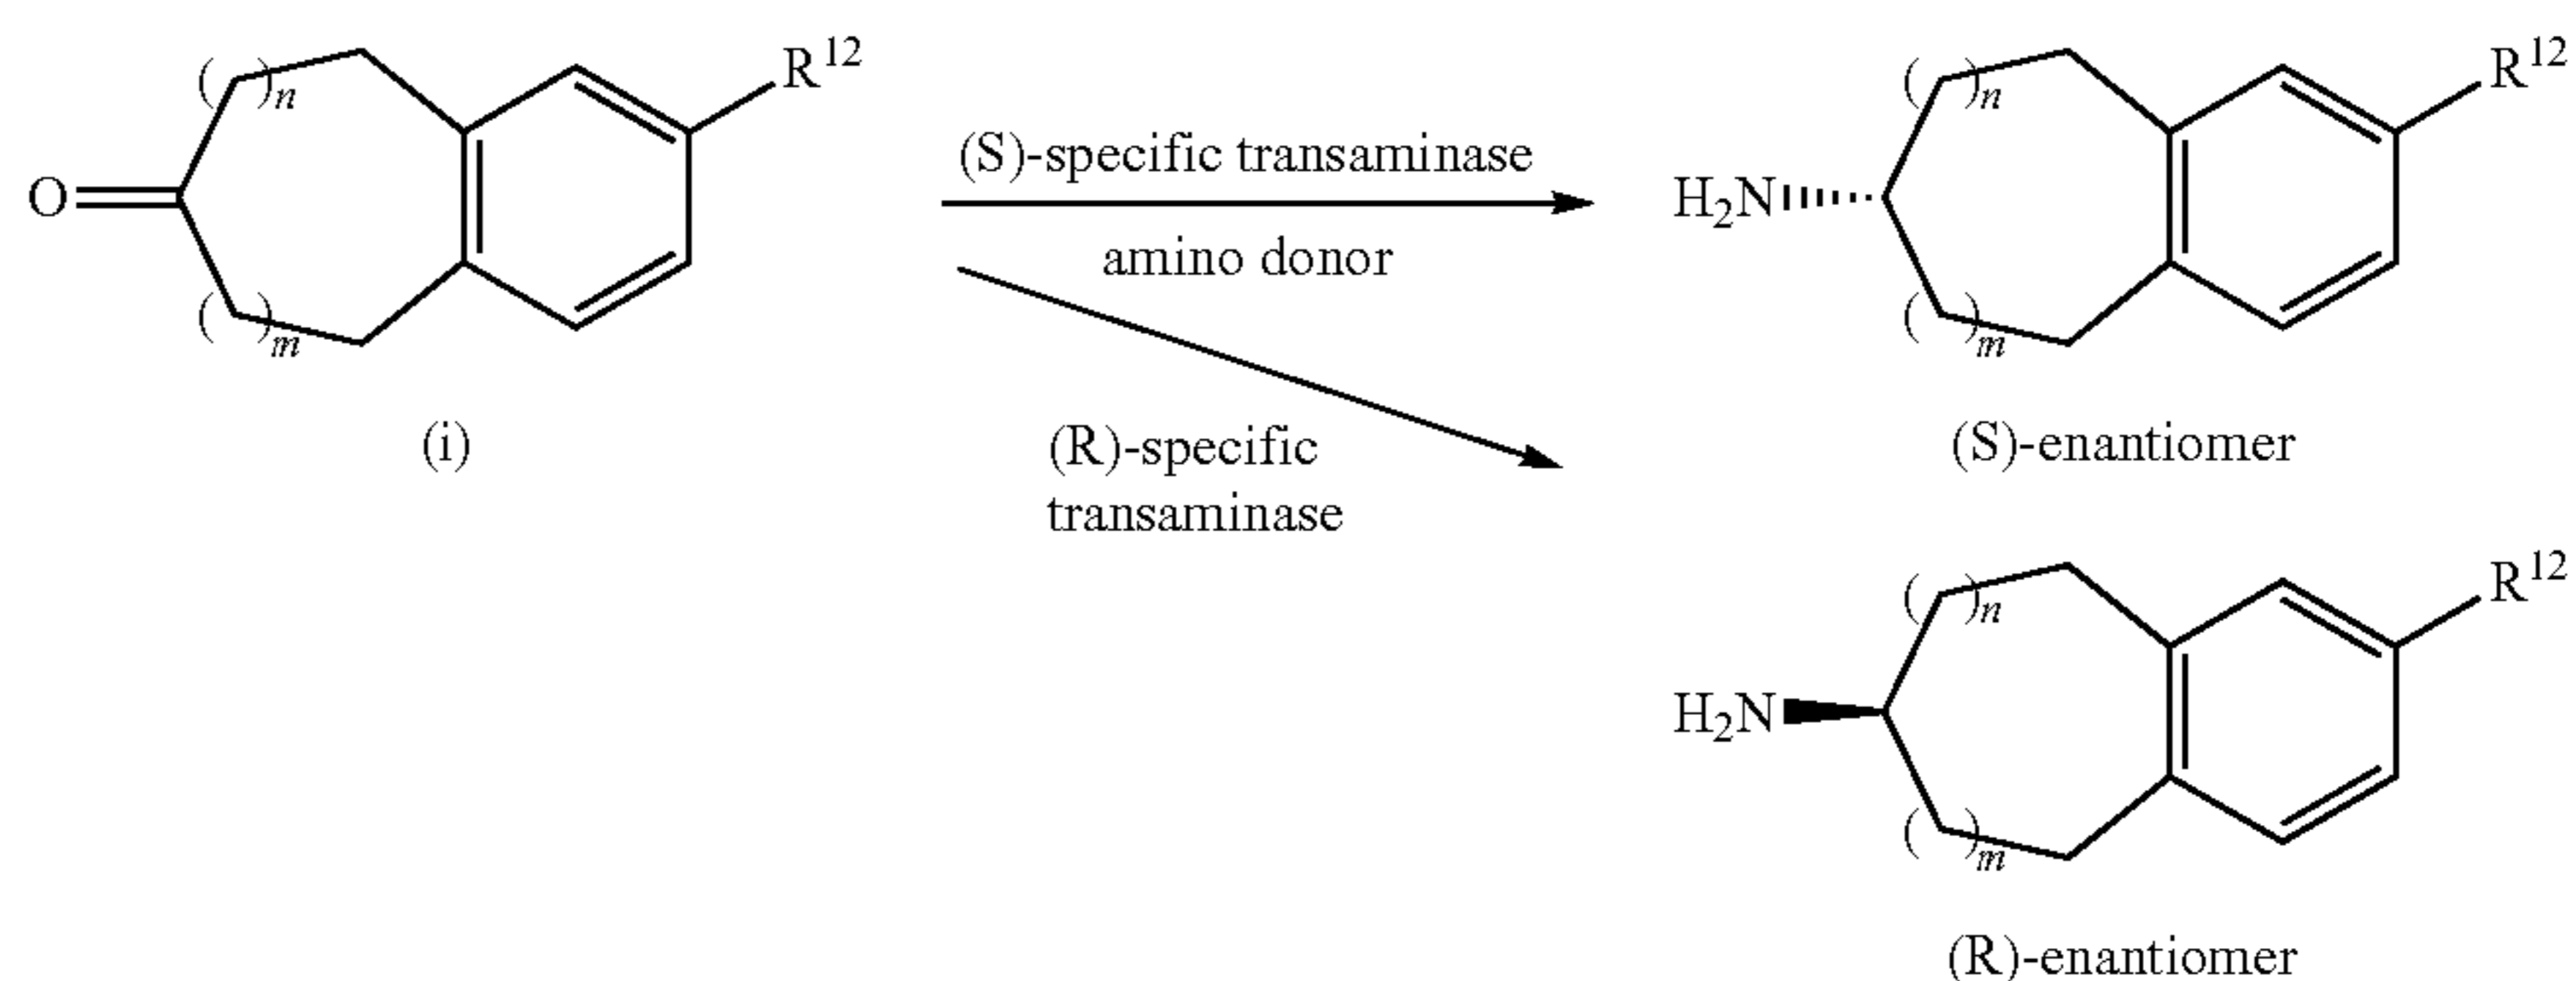 ( )n
R12
O
( )m
(i)
(S)-specific transaminase
amino donor
(R)-specific
transaminase
( )n
R12
H2N
( )m
(S)-enantiomer
( )n
R12
H2N
( )m
(R)-enantiomer